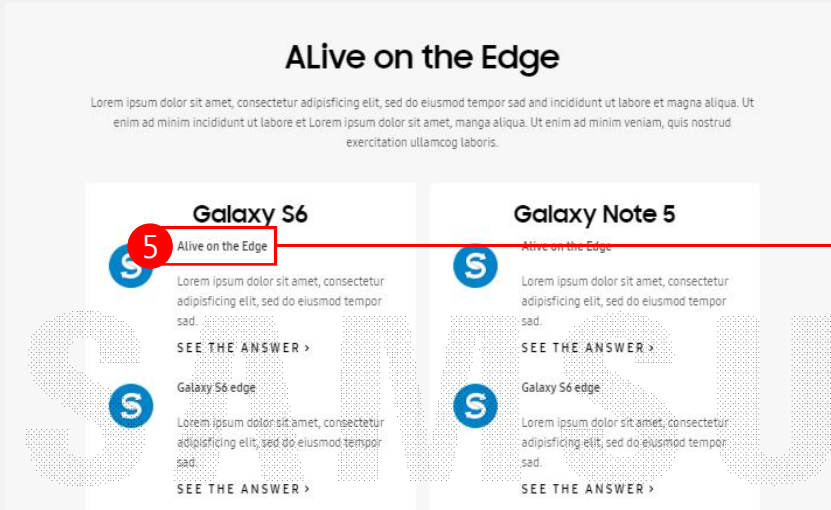 ALive on the Edge
Lorem ipsum dolor sit amet, consectetur adipisficing elit, sed do eiusmod tempor sad and incididunt ut labore et magna aliqua. Ut
enim ad minim incididunt ut labore et Lorem ipsum dolor sit amet, manga aliqua. Ut enim ad minim veniam, quis nostrud
exercitation ullamcog laboris.
Galaxy S6
5
S
Alive on the Edge
Lorem ipsum dolor sit amet, consectetur
adipisficing elit, sed do eiusmod tempor
sad.
SEE THE ANSWER >
S
Galaxy S6 edge
Lorem ipsum dolor sit amet, consectetur
adipisficing elit, sed do eiusmod tempor
sad.
SEE THE ANSWER >
Galaxy Note 5
S
Alive on the Edge
Lorem ipsum dolor sit amet, consectetur
adipisficing elit, sed do eiusmod tempor
sad.
SEE THE ANSWER >
S
Galaxy S6 edge
Lorem ipsum dolor sit amet, consectetur
adipisficing elit, sed do eiusmod tempor
sad.
SEE THE ANSWER >
SAMSU